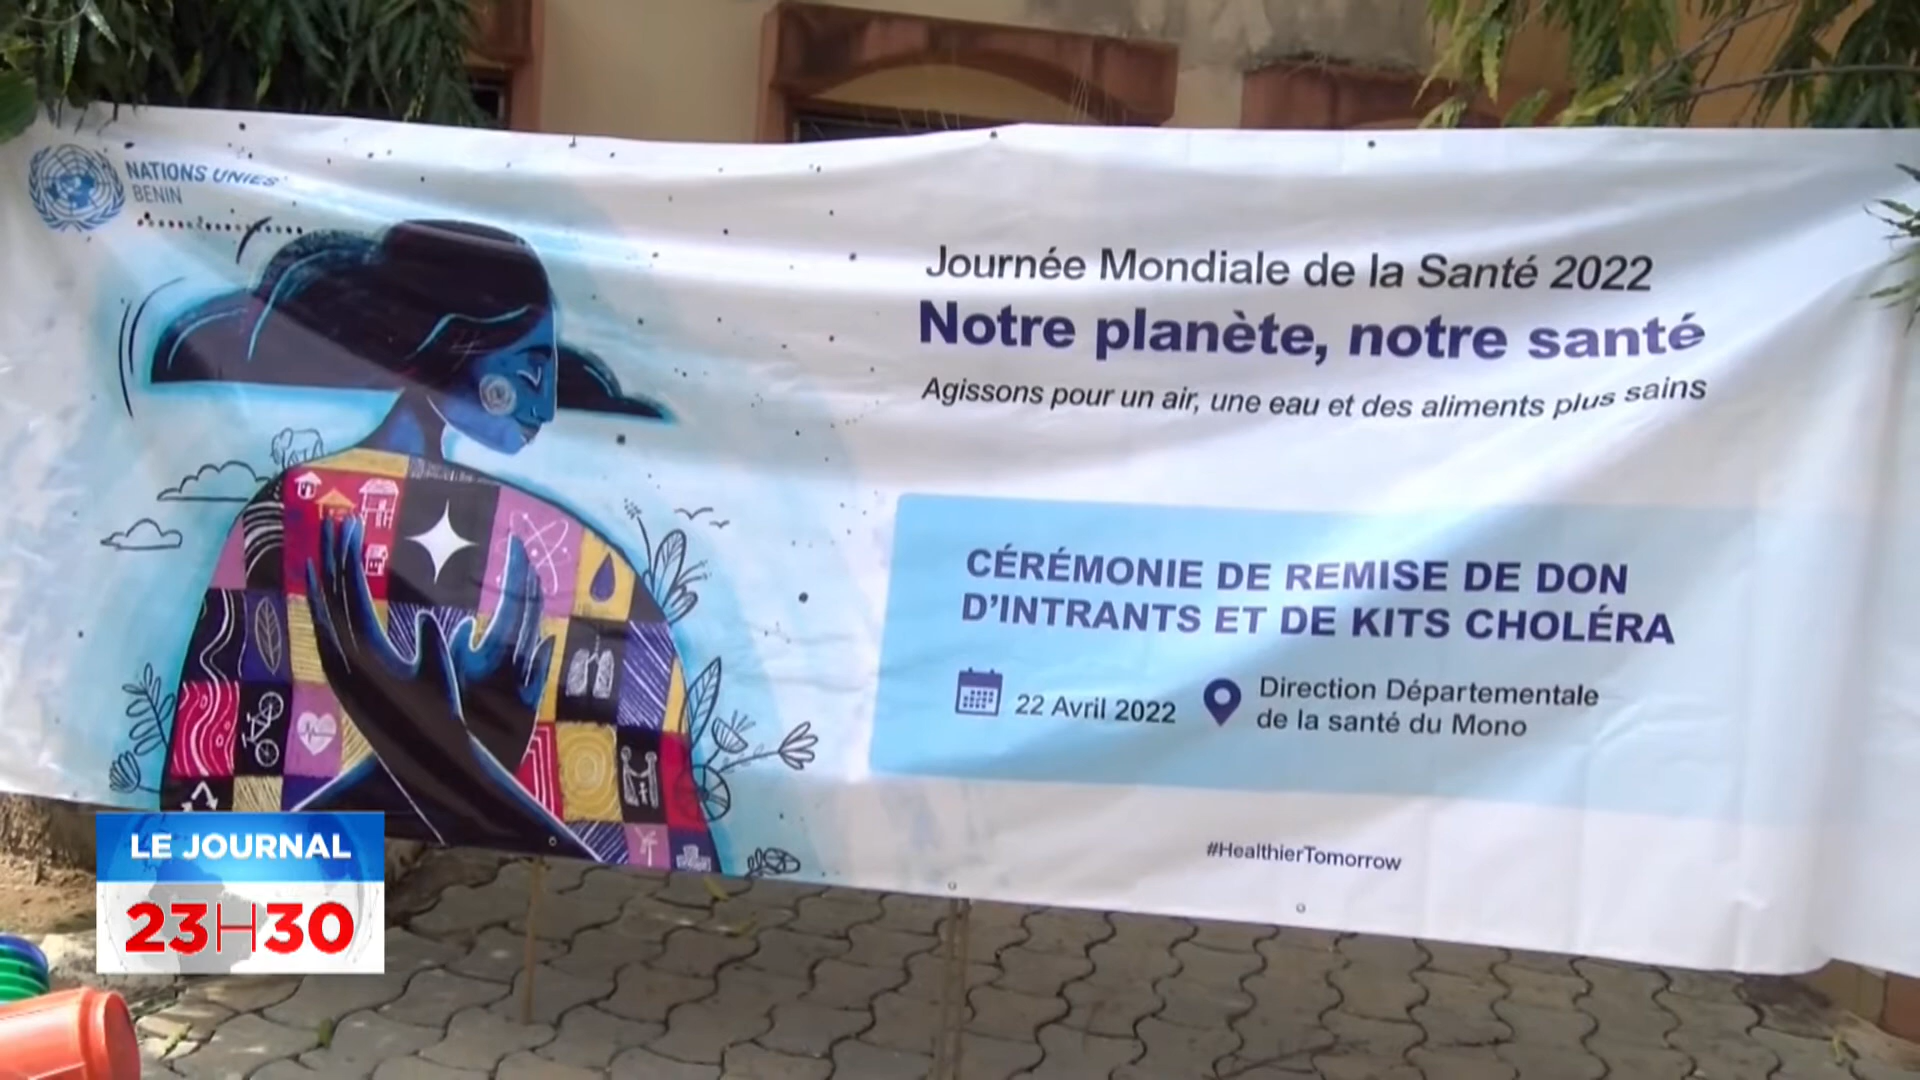 NATIONS UNIES
BENIN
Journée Mondiale de la Santé 2022
Notre planète, notre santé
Agissons pour un air, une eau et des aliments plus sains
CÉRÉMONIE DE REMISE DE DON
D'INTRANTS ET DE KITS CHOLÉRA
22 Avril 2022
Direction Départementale
de la santé du Mono
#HealthierTomorrow
LE JOURNAL
23H30